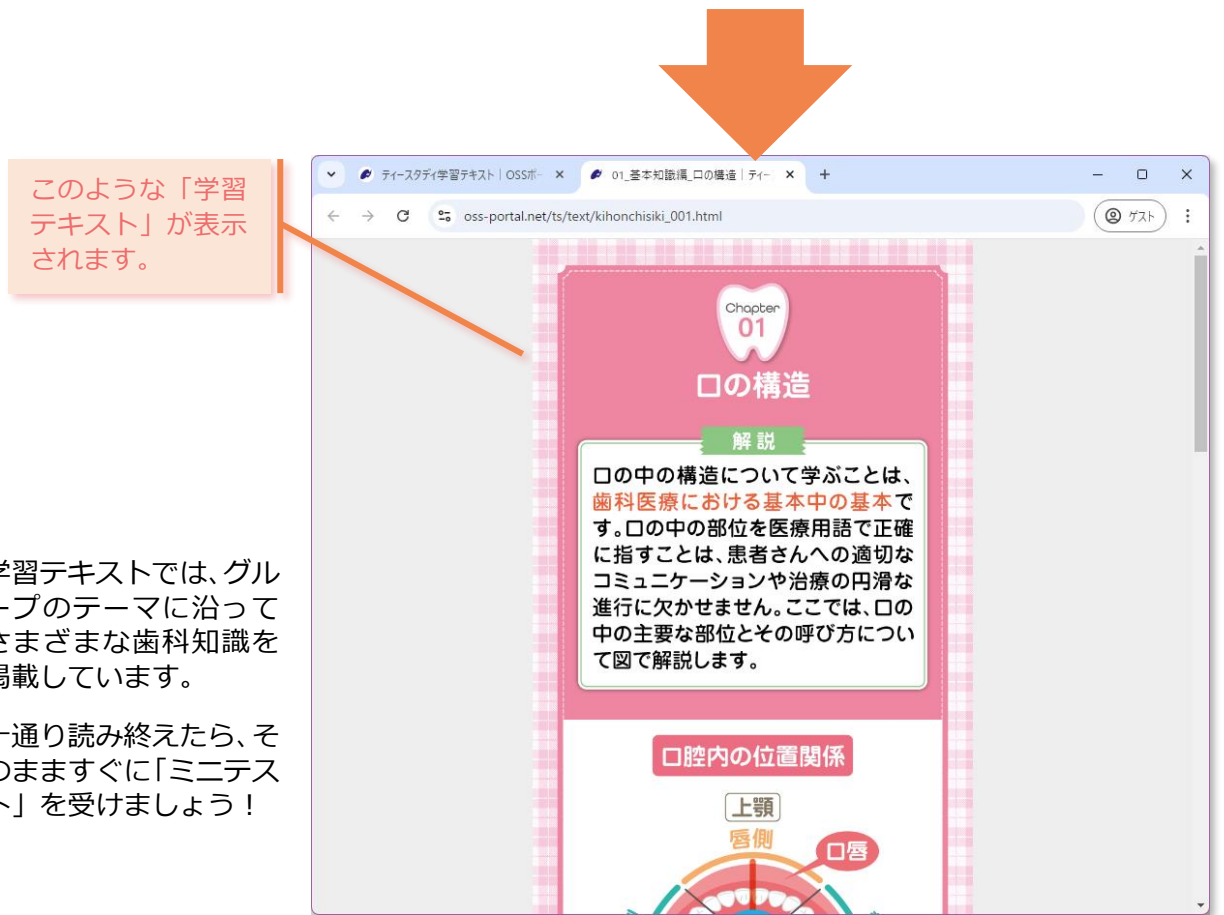 このような「学習
テキスト」が表示
されます。
ティースタディ学習テキスト｜OSSポー
01_基本知識編_口の構造｜ティー
oss-portal.net/ts/text/kihonchisiki_001.html
ゲスト
Chapter
01
口の構造
解説
口の中の構造について学ぶことは、
歯科医療における基本中の基本で
す。口の中の部位を医療用語で正確
に指すことは、患者さんへの適切な
コミュニケーションや治療の円滑な
進行に欠かせません。ここでは、口の
中の主要な部位とその呼び方につい
て図で解説します。
口腔内の位置関係
上顎
唇側
口唇
学習テキストでは、グル
ープのテーマに沿って
さまざまな歯科知識を
掲載しています。
一通り読み終えたら、そ
のまますぐに「ミニテス
ト」を受けましょう！